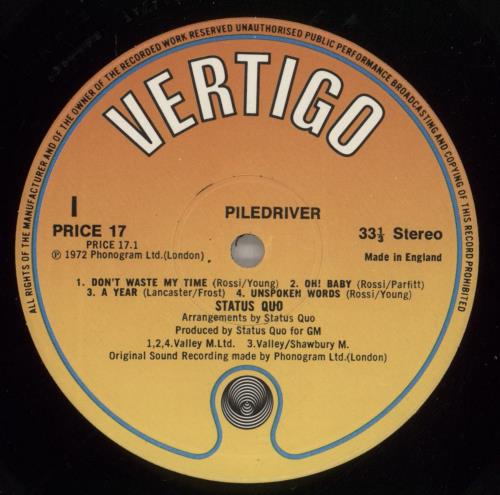 ALL RIGHTS OF THE MANUFACTURER AND OF THE OWNER OF THE RECORDED WORK RESERVED UNAUTHORISED PUBLIC PERFORMANCE BROADCASTING AND COPYING OF THIS RECORD PROHIBITED
VERTIGO
I
PRICE 17
PRICE 17.1
℗ 1972 Phonogram Ltd.(London)
PILEDRIVER
33⅓ Stereo
Made in England
1. DON'T WASTE MY TIME (Rossi/Young) 2. OH! BABY (Rossi/Parfitt)
3. A YEAR (Lancaster/Frost) 4. UNSPOKEN WORDS (Rossi/Young)
STATUS QUO
Arrangements by Status Quo
Produced by Status Quo for GM
1,2,4. Valley M.Ltd. 3.Valley/Shawbury M.
Original Sound Recording made by Phonogram Ltd.(London)